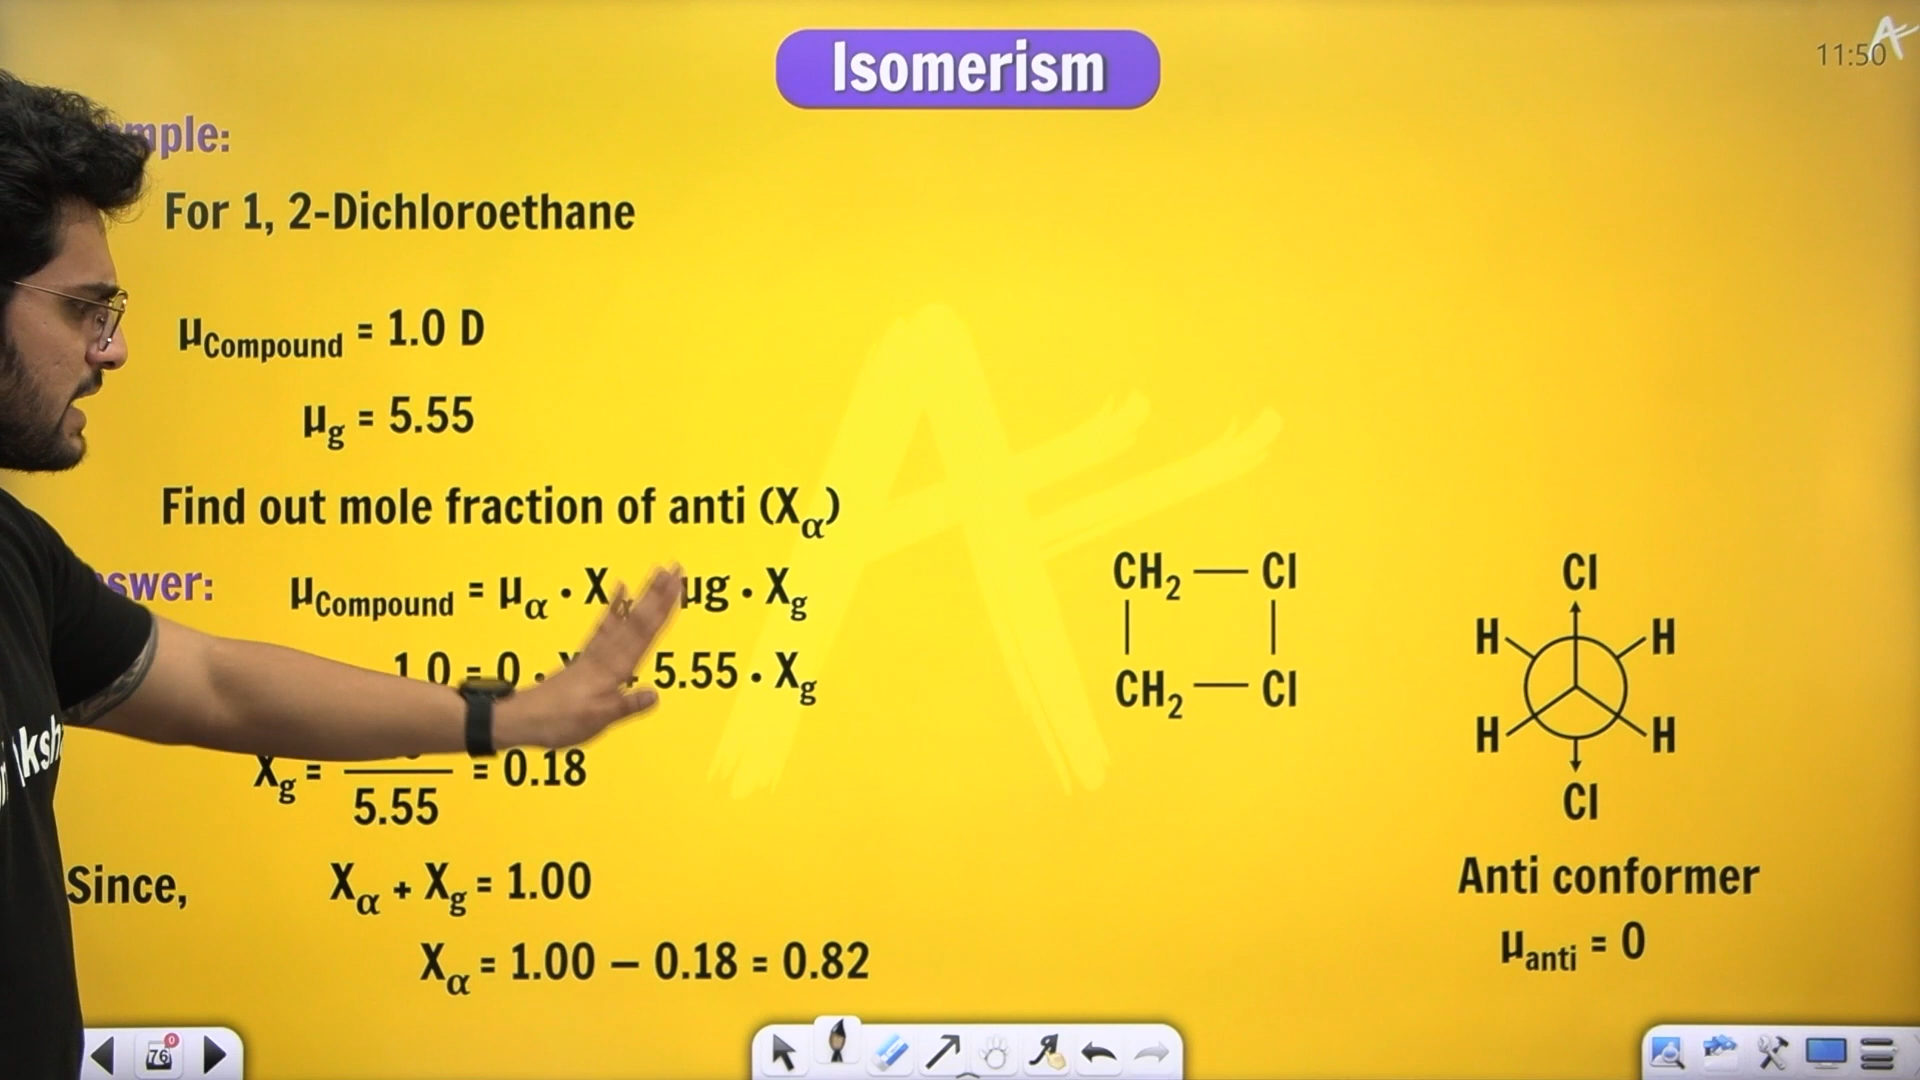 Isomerism
11:50
mple:
For 1, 2-Dichloroethane
μCompound = 1.0 D
μg = 5.55
Find out mole fraction of anti (Xα)
swer: μCompound = μα · Xα μg · Xg
1.0 = 0 · X + 5.55 · Xg
Xg = 5.55 = 0.18
Since, Xα + Xg = 1.00
Xα = 1.00 – 0.18 = 0.82
CH2 — Cl
CH2 — Cl
Cl
H H
H H
Cl
Anti conformer
μanti = 0
ksh
76
0